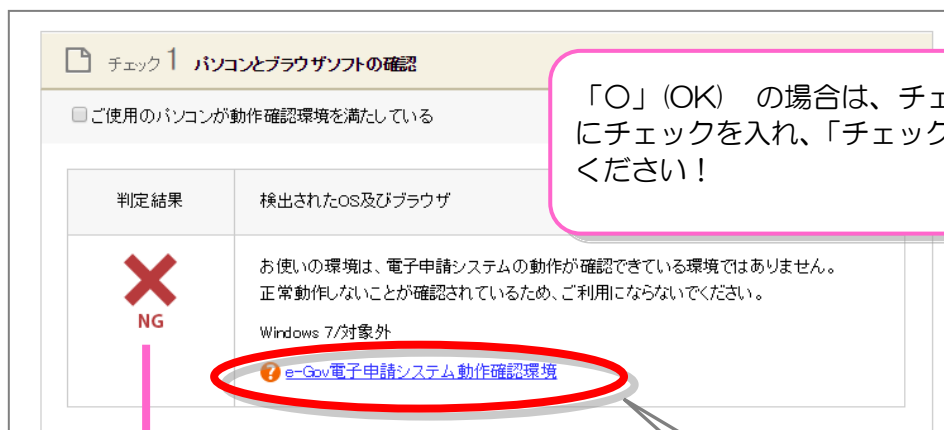 チェック1 パソコンとブラウザソフトの確認
ご使用のパソコンが動作確認環境を満たしている
「〇」(OK) の場合は、チェ
にチェックを入れ、「チェック
ください！
判定結果
検出されたOS及びブラウザ
NG
お使いの環境は、電子申請システムの動作が確認できている環境ではありません。
正常動作しないことが確認されているため、ご利用にならないでください。
Windows 7/対象外
? e-Gov電子申請システム動作確認環境